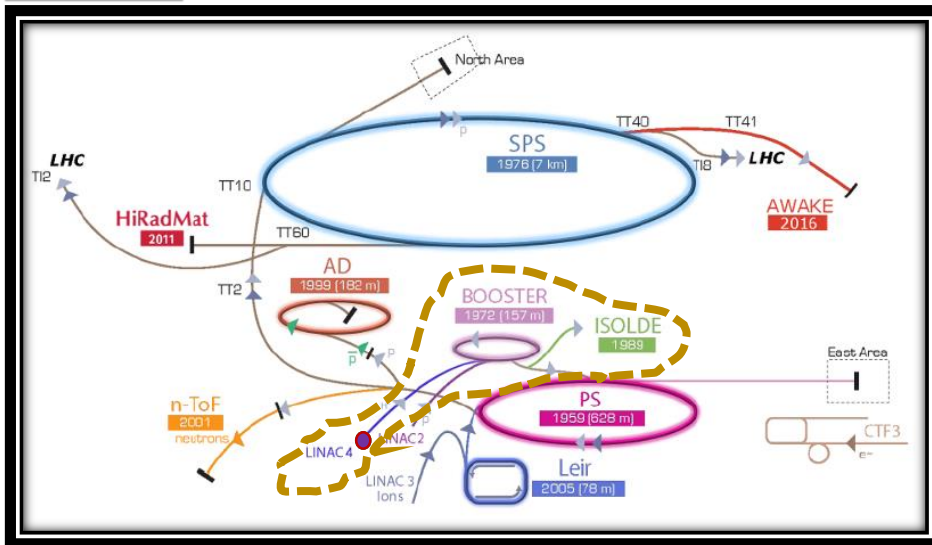 North Area
p
SPS
1976 (7 km)
TT40
TT41
TI8
LHC
AWAKE
2016
LHC
TI2
TT10
HiRadMat
2011
TT60
TT2
AD
1999 (182 m)
p
p
BOOSTER
1972 (157 m)
ISOLDE
1989
East Area
n-ToF
2001
neutrons
p
LINAC 4
LINAC 2
LINAC 3
Ions
PS
1959 (628 m)
Leir
2005 (78 m)
CTF3
e-